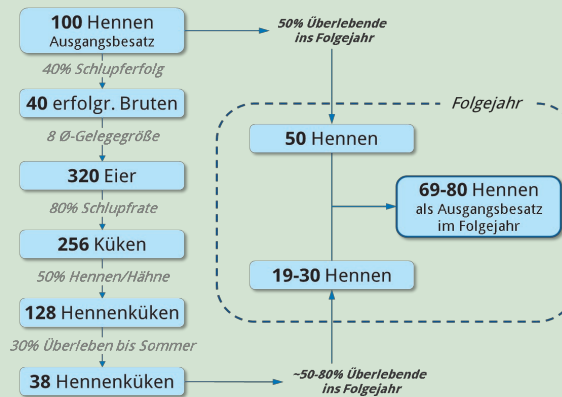 100 Hennen
Ausgangsbesatz
40% Schlupferfolg
40 erfolgr. Bruten
8 Ø-Gelegegröße
320 Eier
80% Schlupfrate
256 Küken
50% Hennen/Hähne
128 Hennenküken
30% Überleben bis Sommer
38 Hennenküken
50% Überlebende
ins Folgejahr
Folgejahr
50 Hennen
69-80 Hennen
als Ausgangsbesatz
im Folgejahr
19-30 Hennen
~50-80% Überlebende
ins Folgejahr